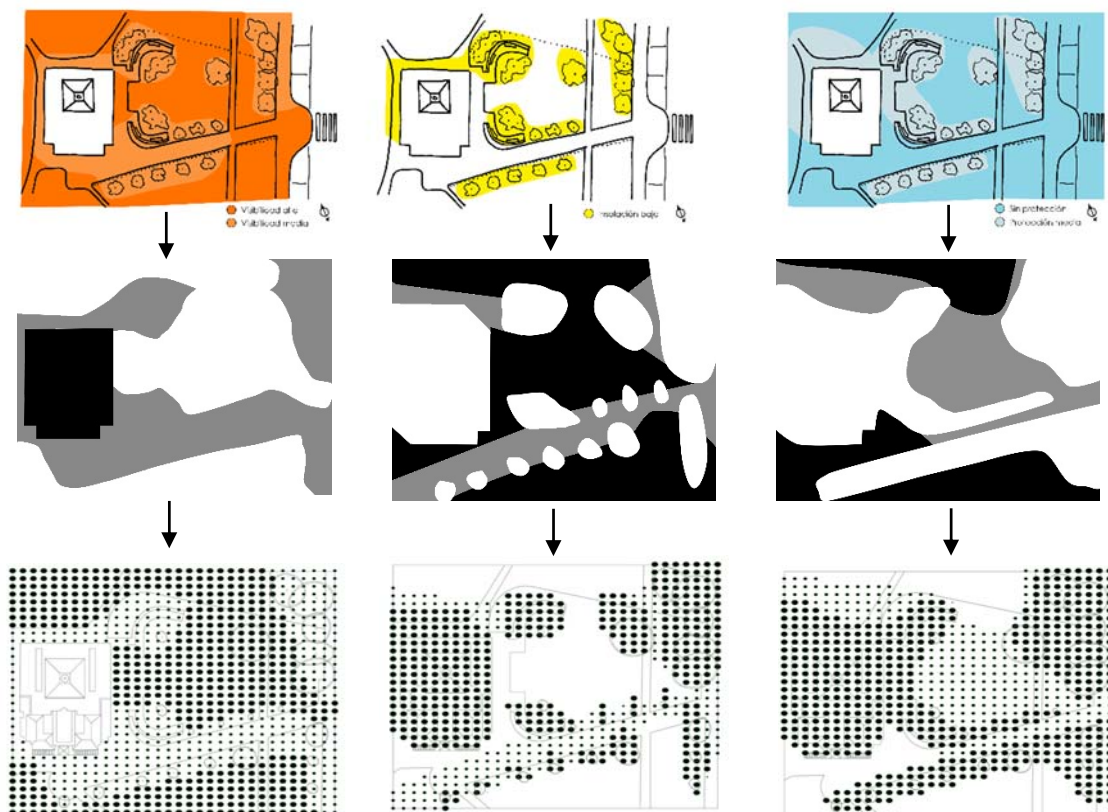 Visibilidad alta
Visibilidad media
Insolación baja
Sin protección
Protección media